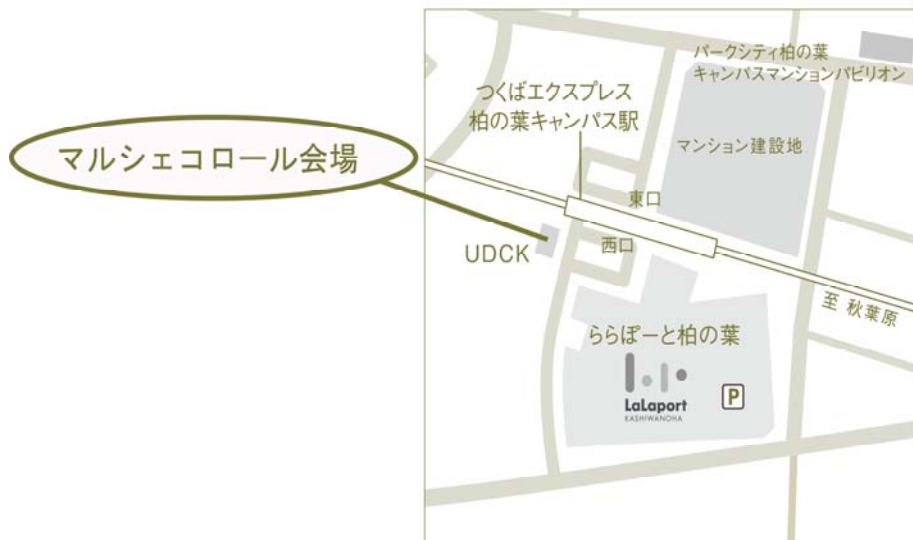 パークシティ柏の葉
キャンパスマンションパビリオン
つくばエクスプレス
柏の葉キャンパス駅
マンション建設地
マルシェコロール会場
東口
西口
UDCK
至 秋葉原
ららぽーと柏の葉
LaLaport
KASHIWANOHA
P